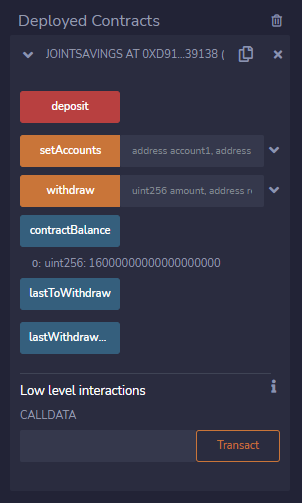 Deployed Contracts
JOINTSAVINGS AT 0XD91...39138 (
deposit
setAccounts address account1, address
withdraw uint256 amount, address re
contractBalance
0: uint256: 16000000000000000000
lastToWithdraw
lastWithdraw...
Low level interactions
CALLDATA
Transact